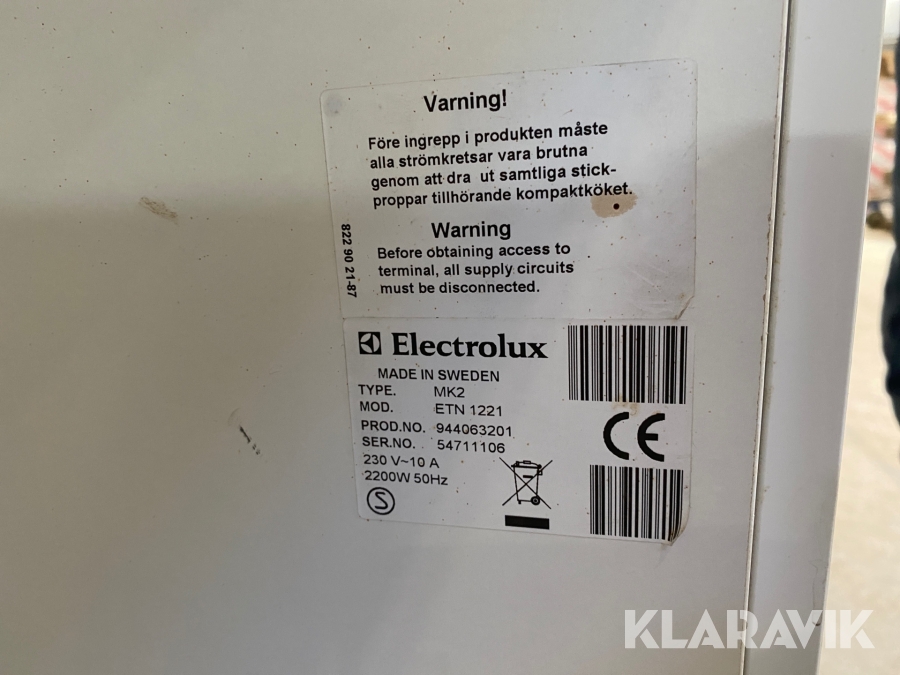 Varning!
Före ingrepp i produkten måste
alla strömkretsar vara brutna
genom att dra ut samtliga stick-
proppar tillhörande kompaktköket.
Warning
Before obtaining access to
terminal, all supply circuits
must be disconnected.
822 90 21-87
Electrolux
MADE IN SWEDEN
TYPE. MK2
MOD. ETN 1221
PROD.NO. 944063201
SER.NO. 54711106
230 V~10 A
2200W 50Hz
S
CE
KLARAVIK